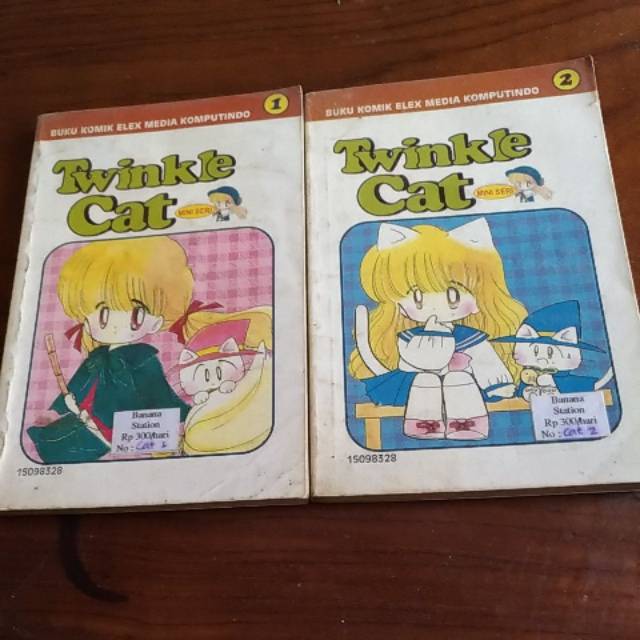 BUKU KOMIK ELEX MEDIA KOMPUTINDO 1
Twinkle
Cat MINI SERI
Banana
Station
Rp 300/hari
No : Cat 1
15098328
BUKU KOMIK ELEX MEDIA KOMPUTINDO 2
Twinkle
Cat MINI SERI
Banana
Station
Rp 300/hari
No : Cat 2
15098328